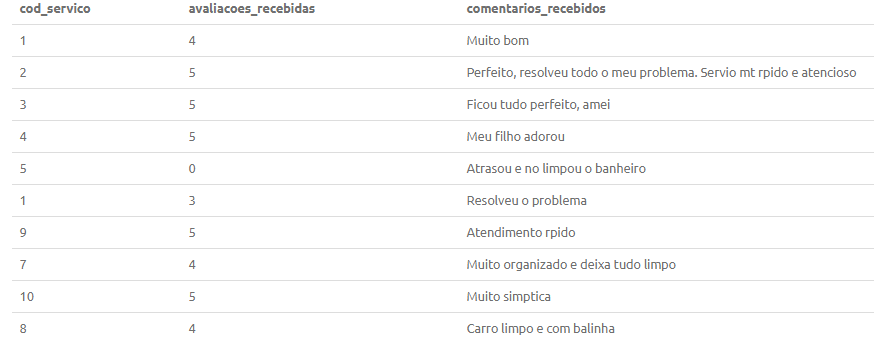 cod_servico avaliacoes_recebidas comentarios_recebidos
1 4 Muito bom
2 5 Perfeito, resolveu todo o meu problema. Servio mt rpido e atencioso
3 5 Ficou tudo perfeito, amei
4 5 Meu filho adorou
5 0 Atrasou e no limpou o banheiro
1 3 Resolveu o problema
9 5 Atendimento rpido
7 4 Muito organizado e deixa tudo limpo
10 5 Muito simptica
8 4 Carro limpo e com balinha